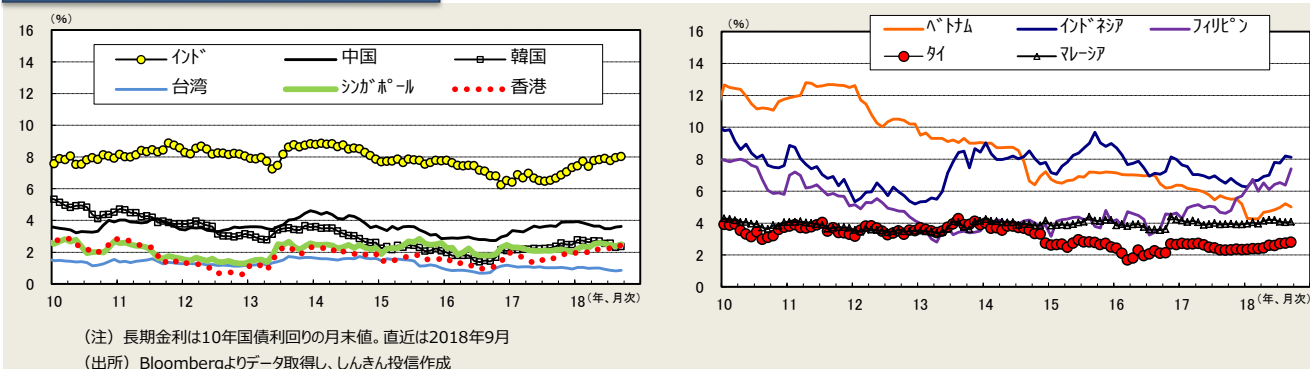 （%）
16
14
12
10
8
6
4
2
0
インド
中国
韓国
台湾
シンガポール
香港
10 11 12 13 14 15 16 17 18 （年、月次）
（%）
16
14
12
10
8
6
4
2
0
ベトナム
インドネシア
フィリピン
タイ
マレーシア
10 11 12 13 14 15 16 17 18 （年、月次）
（注）長期金利は10年国債利回りの月末値。直近は2018年9月
（出所）Bloombergよりデータ取得し、しんきん投信作成